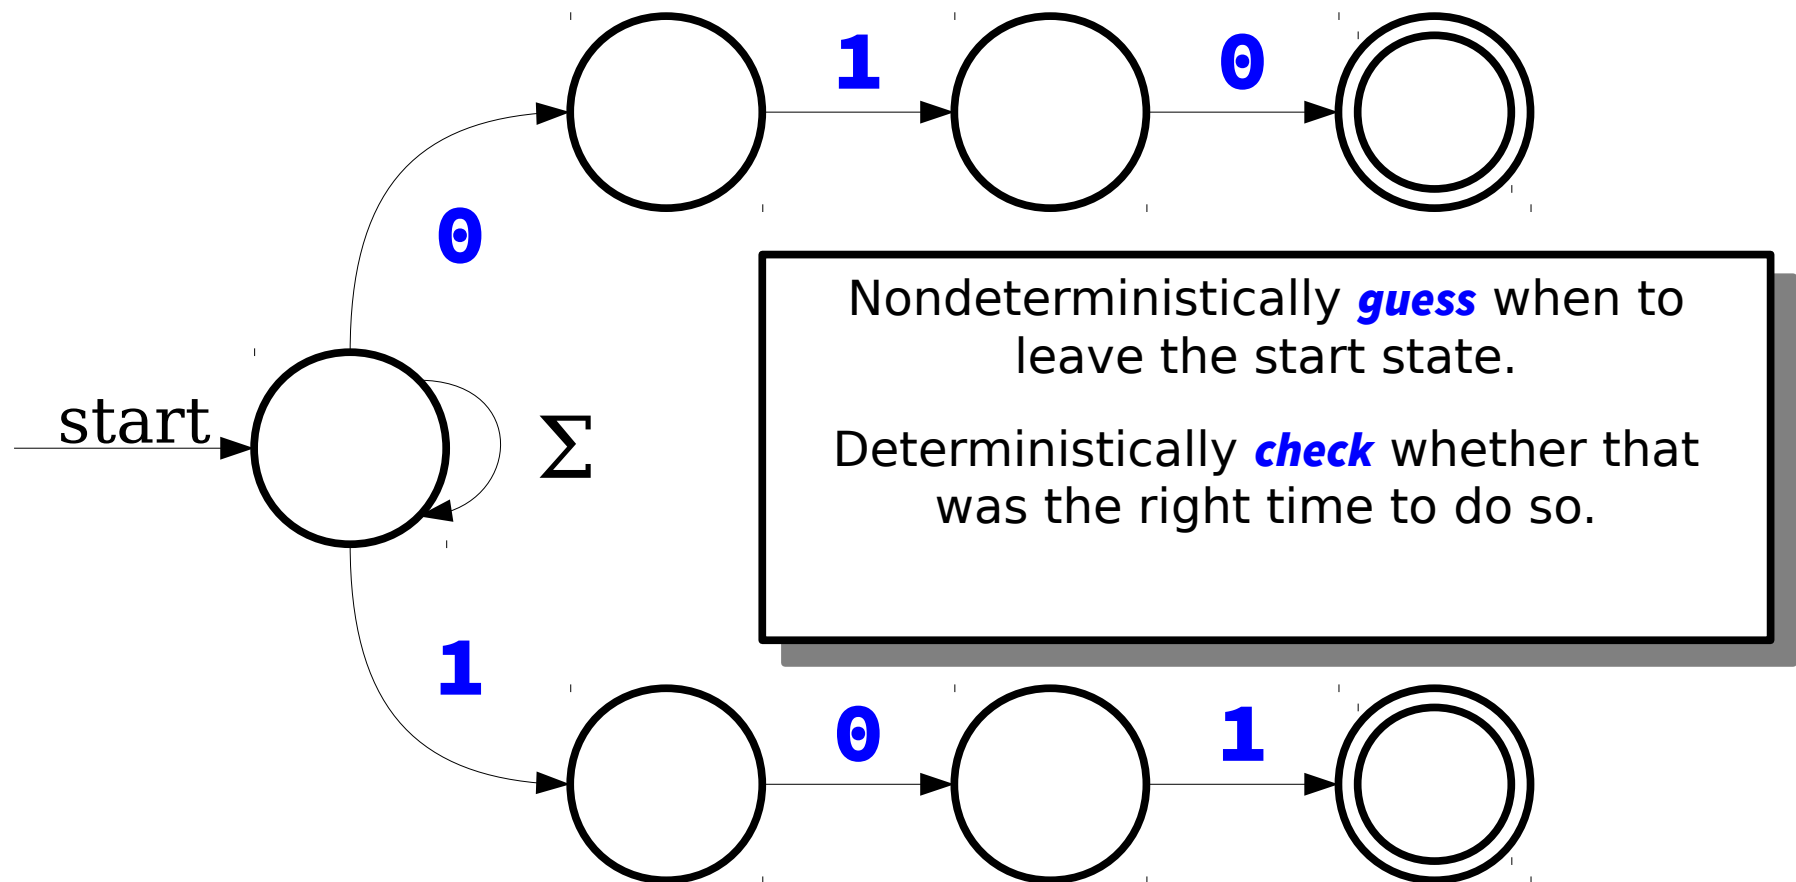 1
0
0
Nondeterministically guess when to
leave the start state.
start
Σ
Deterministically check whether that
was the right time to do so.
1
0
1